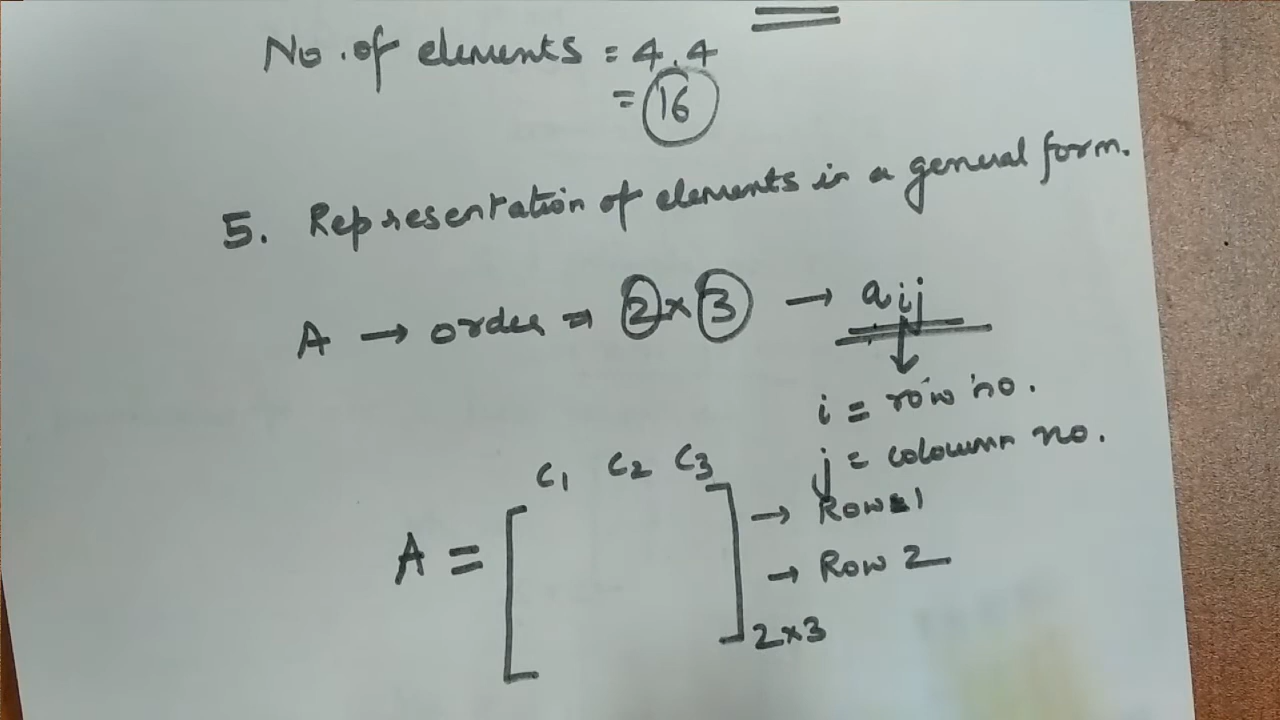 No. of elements = 4.4
= 16
5. Representation of elements in a general form.
A → order = 2 × 3 → aij
i = row no.
j = coloumn no.
C1 C2 C3
→ Row 1
A = [ ] → Row 2
2×3